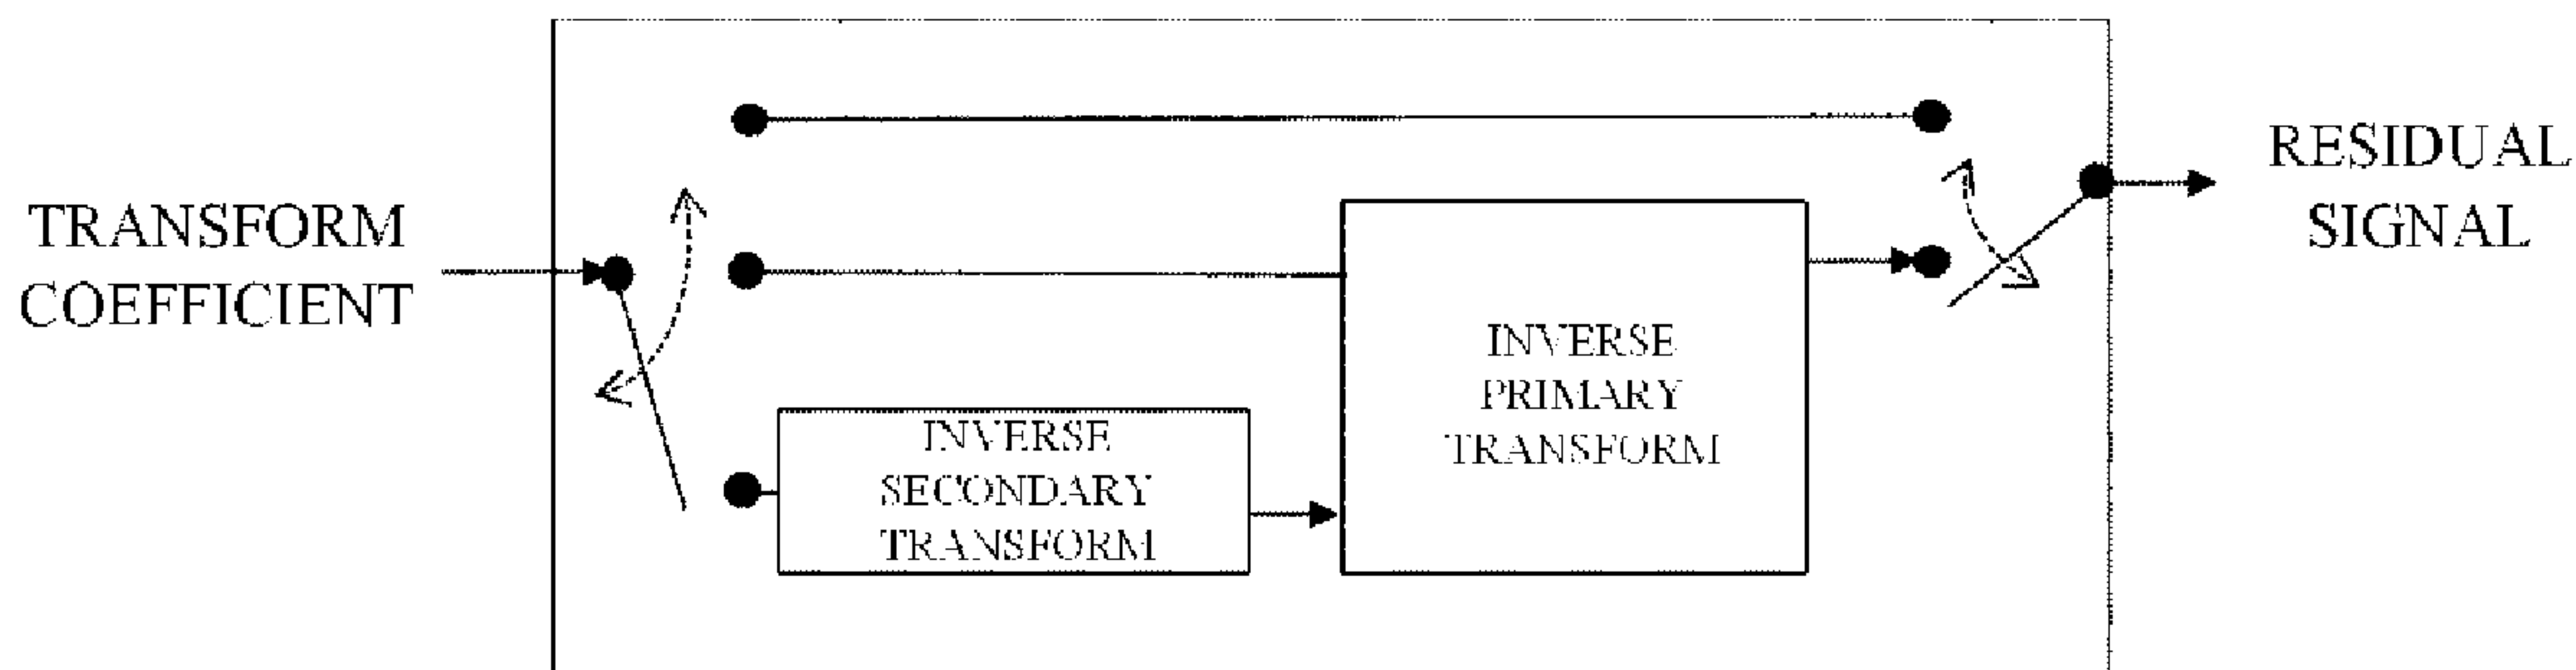 TRANSFORM
COEFFICIENT
INVERSE
SECONDARY
TRANSFORM
INVERSE
PRIMARY
TRANSFORM
RESIDUAL
SIGNAL